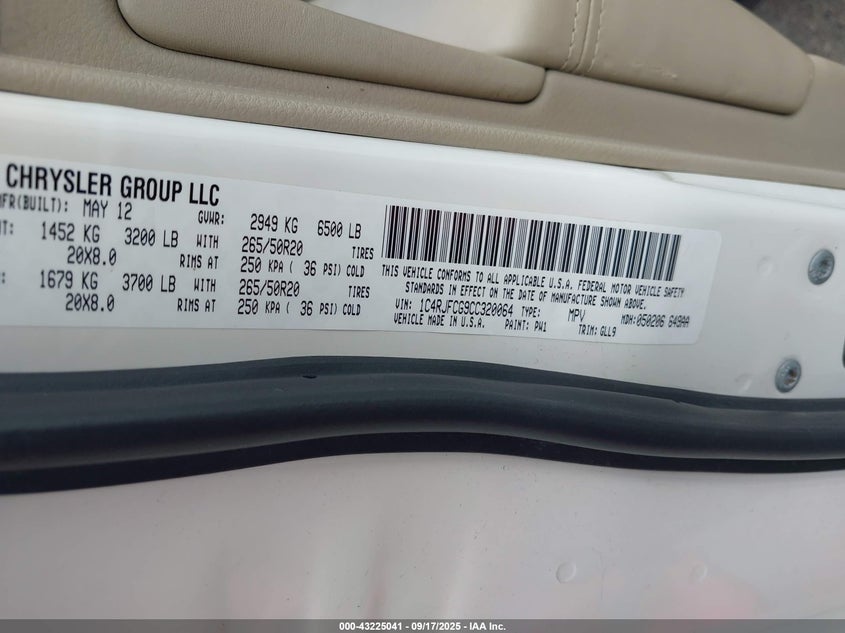 CHRYSLER GROUP LLC
MFR(BUILT): MAY 12 GVWR: 2949 KG 6500 LB
1452 KG 3200 LB WITH 265/50R20 TIRES
20X8.0 RIMS AT 250 KPA ( 36 PSI) COLD
1679 KG 3700 LB WITH 265/50R20 TIRES
20X8.0 RIMS AT 250 KPA ( 36 PSI) COLD
THIS VEHICLE CONFORMS TO ALL APPLICABLE U.S.A. FEDERAL MOTOR VEHICLE SAFETY
STANDARDS IN EFFECT ON THE DATE OF MANUFACTURE SHOWN ABOVE.
VIN: 1C4RJFCG9CC320064 TYPE: MPV MDH:050206 649AA
VEHICLE MADE IN U.S.A. PAINT: PW1 TRIM: GLL9
000-43225041 - 09/17/2025 - IAA Inc.